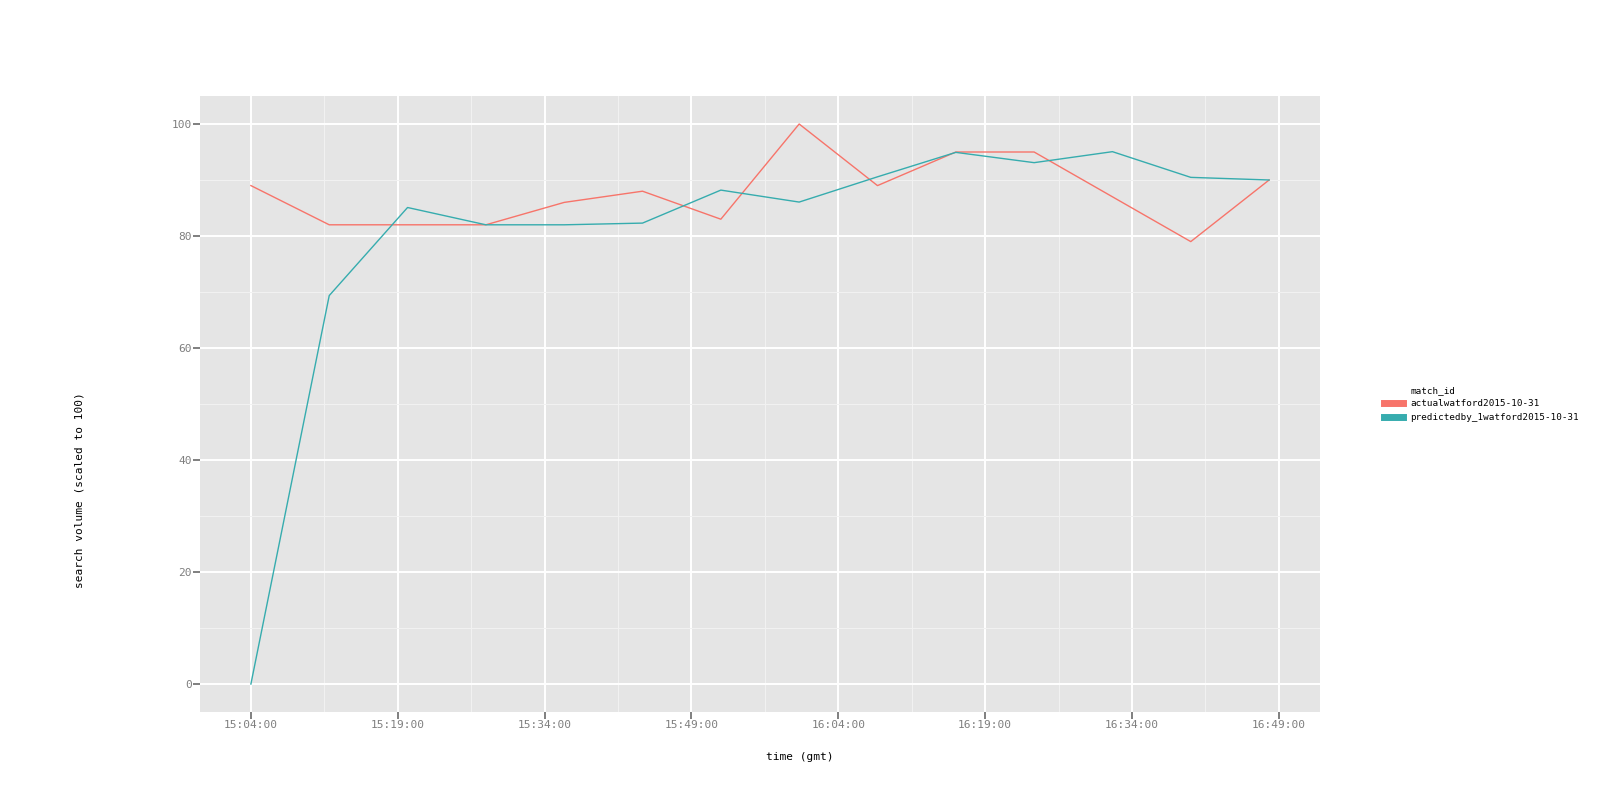 100
80
60
40
20
0
search volume (scaled to 100)
15:04:00
15:19:00
15:34:00
15:49:00
16:04:00
16:19:00
16:34:00
16:49:00
time (gmt)
match_id
actualwatford2015-10-31
predictedby_1watford2015-10-31